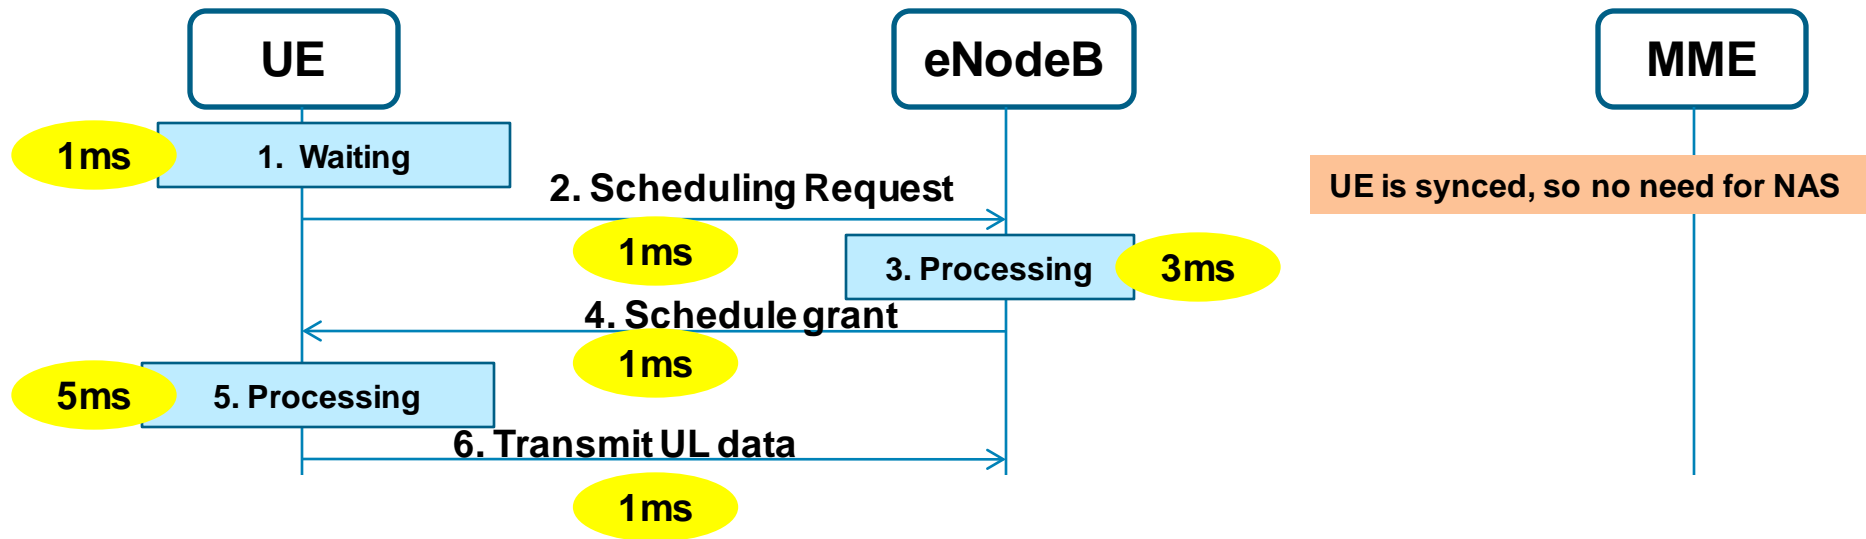 UE
eNodeB
MME
1ms
1. Waiting
2. Scheduling Request
UE is synced, so no need for NAS
1ms
3. Processing
3ms
4. Schedule grant
1ms
5ms
5. Processing
6. Transmit UL data
1ms